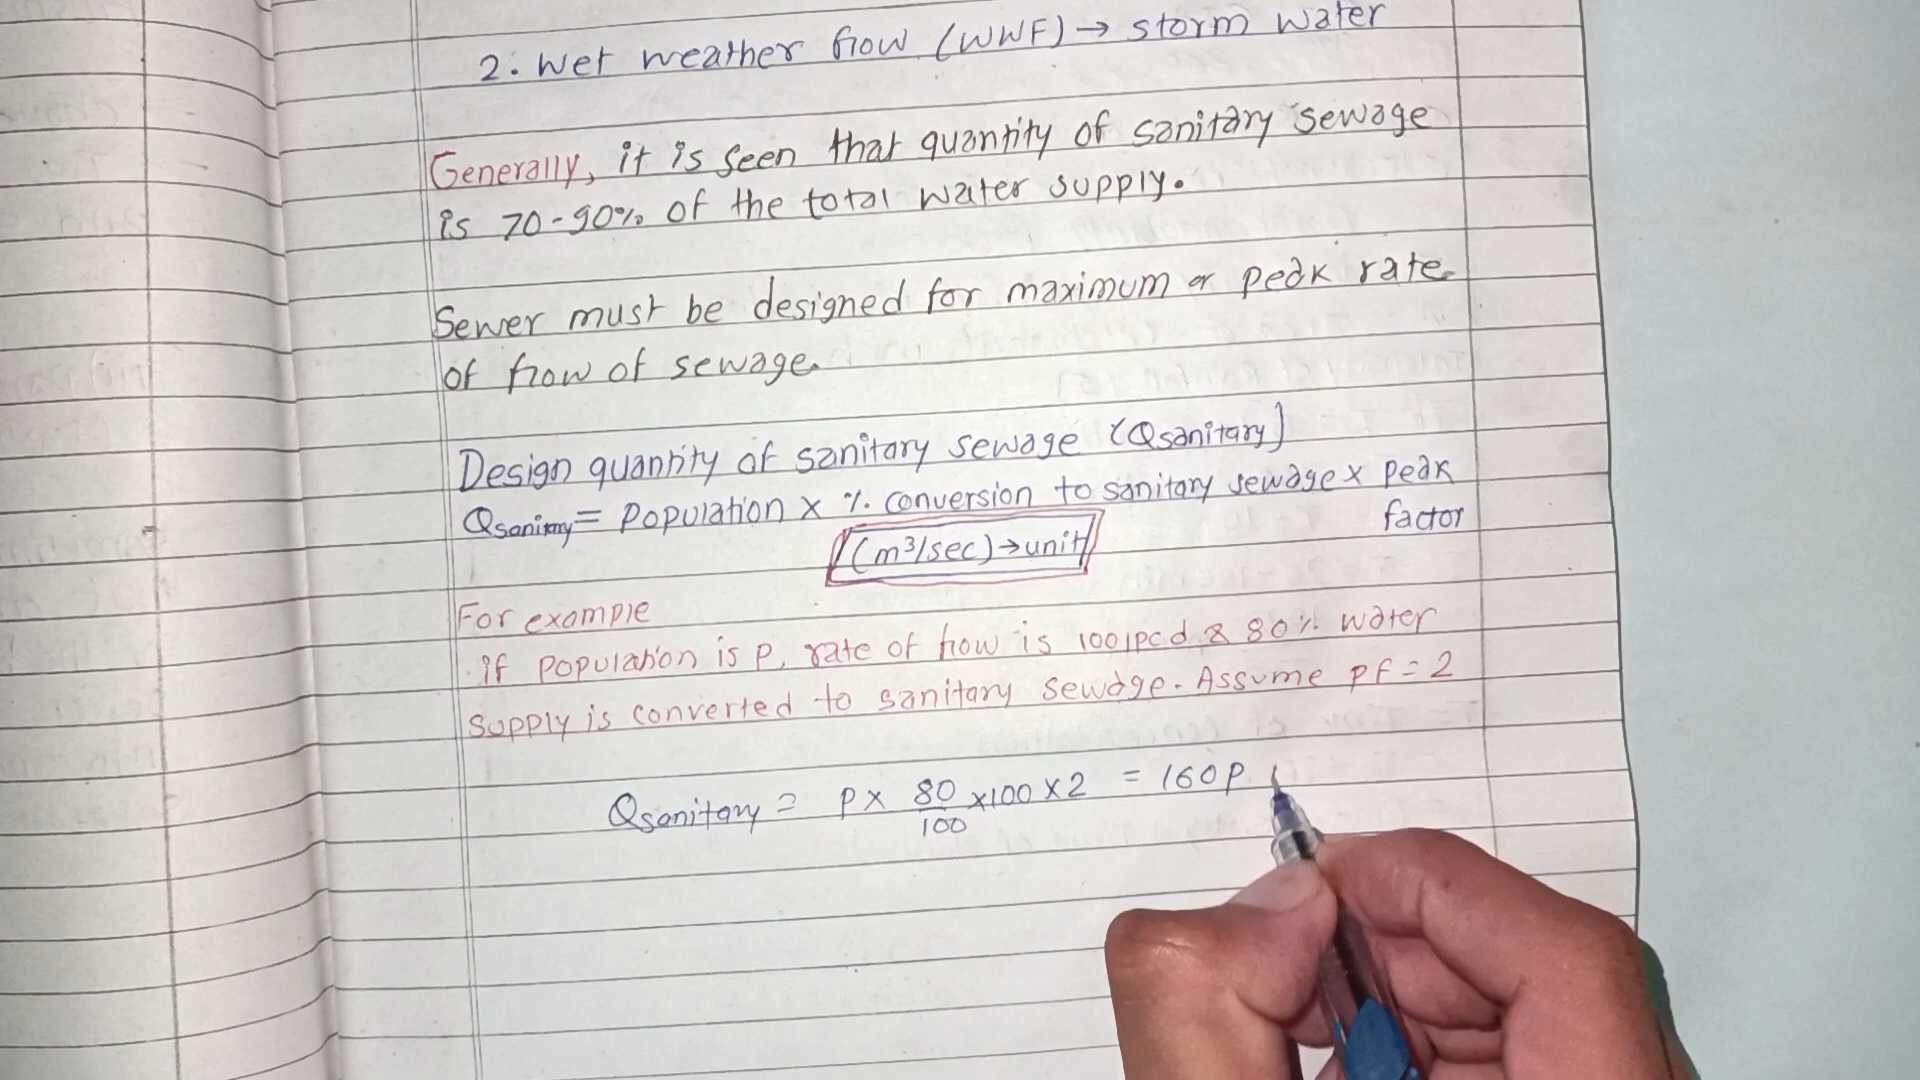 2. Wet weather flow (WWF) → storm water
Generally, it is seen that quantity of sanitary sewage
is 70-90% of the total water supply.
Sewer must be designed for maximum or peak rate
of flow of sewage.
Design quantity of sanitary sewage (Qsanitary)
Qsanitary = Population x % conversion to sanitary sewage x peak
factor
(m³/sec) → unit
For example
If population is P, rate of flow is 100lpcd & 80% water
supply is converted to sanitary sewage. Assume pf = 2
Qsanitary = P x 80/100 x100 x 2 = 160P